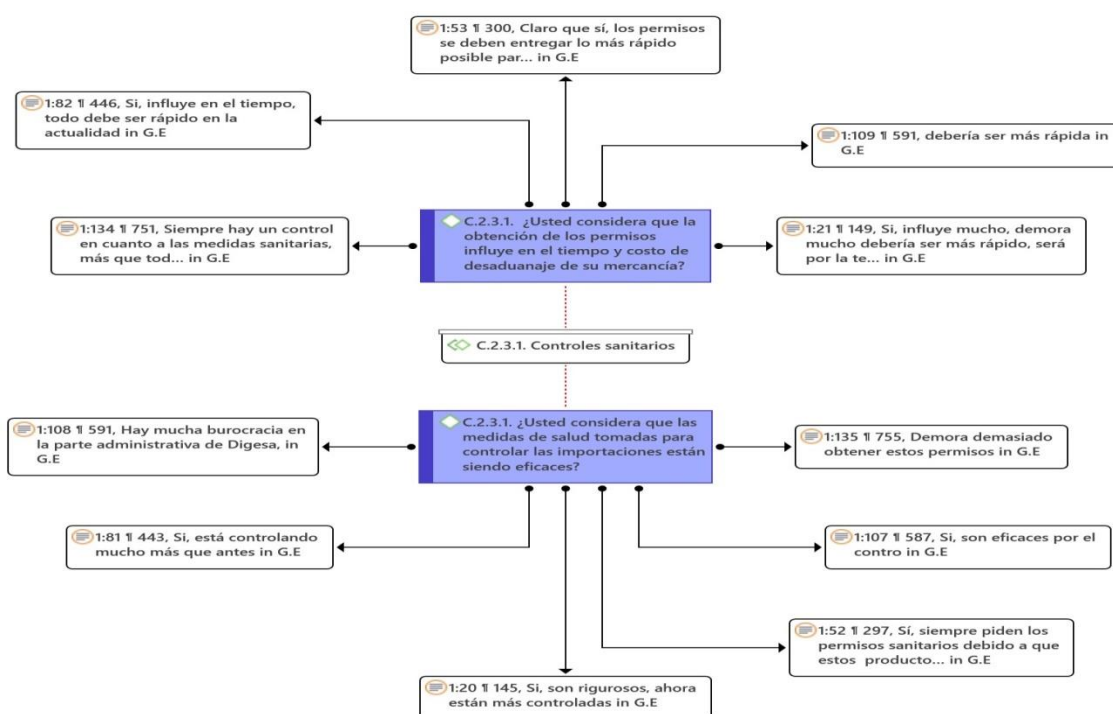 1:53 ¶ 300, Claro que sí, los permisos
se deben entregar lo más rápido
posible par... in G.E
1:82 ¶ 446, Si, influye en el tiempo,
todo debe ser rápido en la
actualidad in G.E
1:109 ¶ 591, debería ser más rápida in
G.E
1:134 ¶ 751, Siempre hay un control
en cuanto a las medidas sanitarias,
más que tod... in G.E
C.2.3.1. ¿Usted considera que la
obtención de los permisos
influye en el tiempo y costo de
desaduanaje de su mercancía?
1:21 ¶ 149, Si, influye mucho, demora
mucho debería ser más rápido, será
por la te... in G.E
C.2.3.1. Controles sanitarios
1:108 ¶ 591, Hay mucha burocracia en
la parte administrativa de Digesa, in
G.E
C.2.3.1. ¿Usted considera que las
medidas de salud tomadas para
controlar las importaciones están
siendo eficaces?
1:135 ¶ 755, Demora demasiado
obtener estos permisos in G.E
1:81 ¶ 443, Si, está controlando
mucho más que antes in G.E
1:107 ¶ 587, Si, son eficaces por el
contro in G.E
1:52 ¶ 297, Sí, siempre piden los
permisos sanitarios debido a que
estos producto... in G.E
1:20 ¶ 145, Si, son rigurosos, ahora
están más controladas in G.E